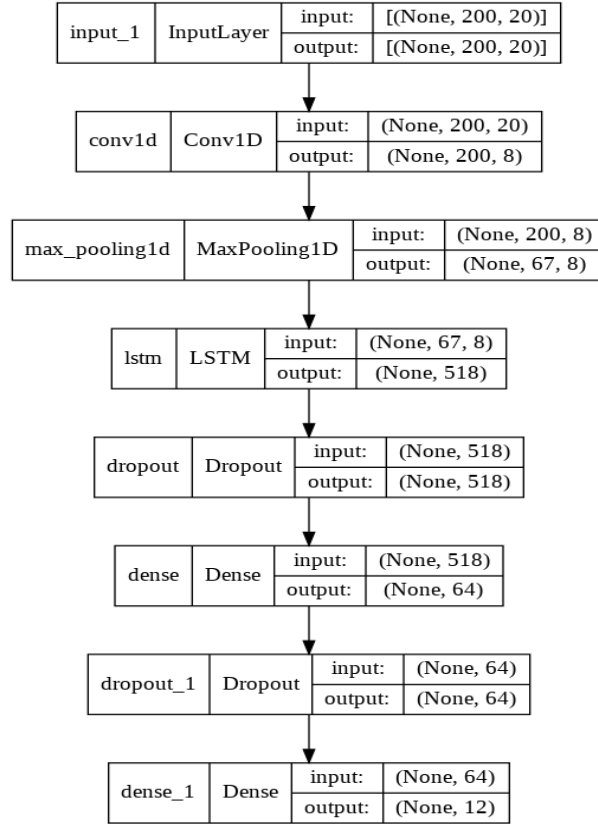 input_1 InputLayer input: [(None, 200, 20)]
output: [(None, 200, 20)]
conv1d Conv1D input: (None, 200, 20)
output: (None, 200, 8)
max_pooling1d MaxPooling1D input: (None, 200, 8)
output: (None, 67, 8)
lstm LSTM input: (None, 67, 8)
output: (None, 518)
dropout Dropout input: (None, 518)
output: (None, 518)
dense Dense input: (None, 518)
output: (None, 64)
dropout_1 Dropout input: (None, 64)
output: (None, 64)
dense_1 Dense input: (None, 64)
output: (None, 12)